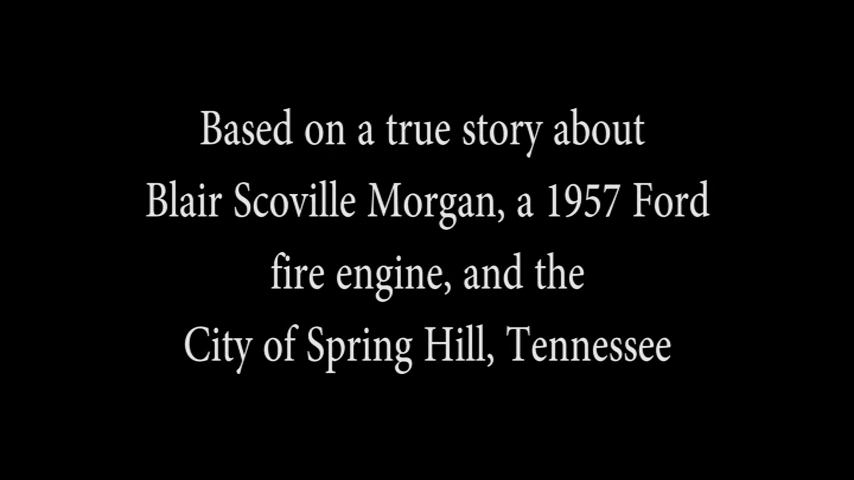 Based on a true story about
Blair Scoville Morgan, a 1957 Ford
fire engine, and the
City of Spring Hill, Tennessee